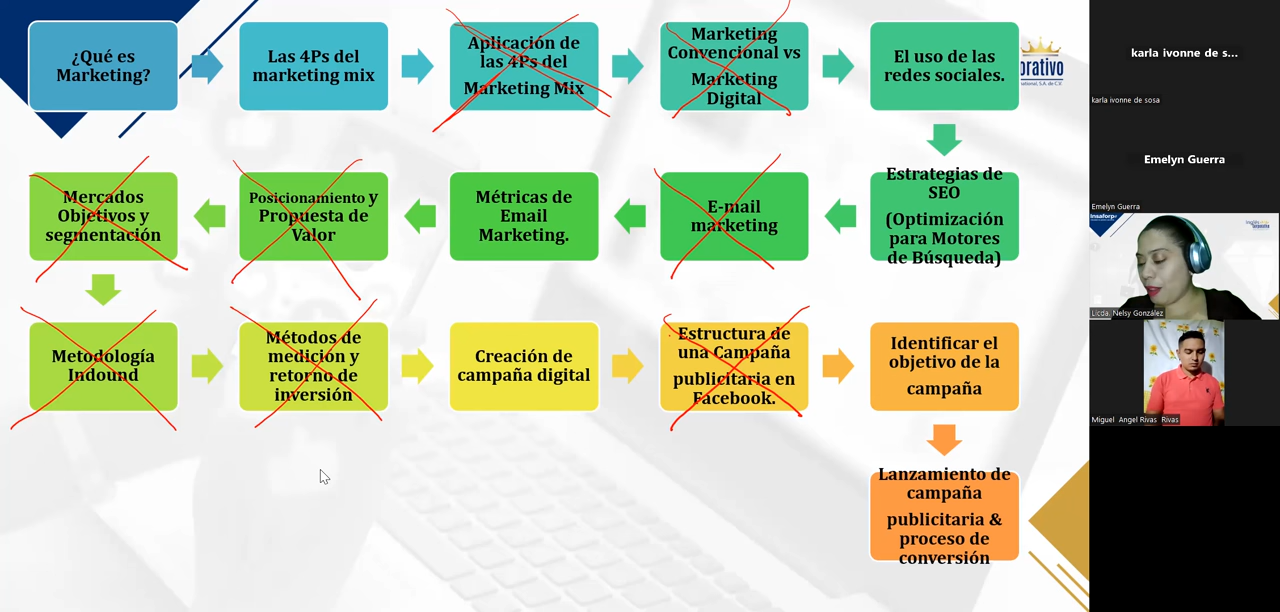 ¿Qué es
Marketing?
Las 4Ps del
marketing mix
Aplicación de
las 4Ps del
Marketing Mix
Marketing
Convencional vs
Marketing
Digital
El uso de las
redes sociales.
orativo
national, S.A. de C.V.
Estrategias de
SEO
(Optimización
para Motores
de Búsqueda)
E-mail
marketing
Métricas de
Email
Marketing.
Posicionamiento y
Propuesta de
Valor
Mercados
Objetivos y
segmentación
Metodología
Indound
Métodos de
medición y
retorno de
inversión
Creación de
campaña digital
Estructura de
una Campaña
publicitaria en
Facebook.
Identificar el
objetivo de la
campaña
Lanzamiento de
campaña
publicitaria &
proceso de
conversión
karla ivonne de s...
karla ivonne de sosa
Emelyn Guerra
Emelyn Guerra
Insaforp
Licda. Nelsy González
Miguel Angel Rivas Rivas